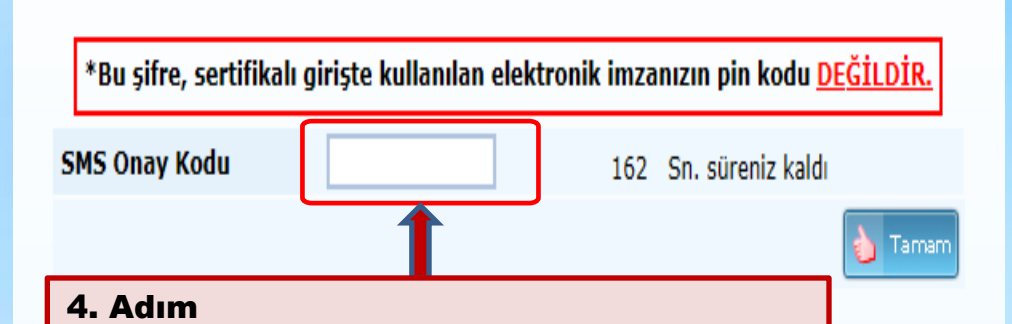 *Bu şifre, sertifikalı girişte kullanılan elektronik imzanızın pin kodu DEĞİLDİR.
SMS Onay Kodu 162 Sn. süreniz kaldı
Tamam
4. Adım